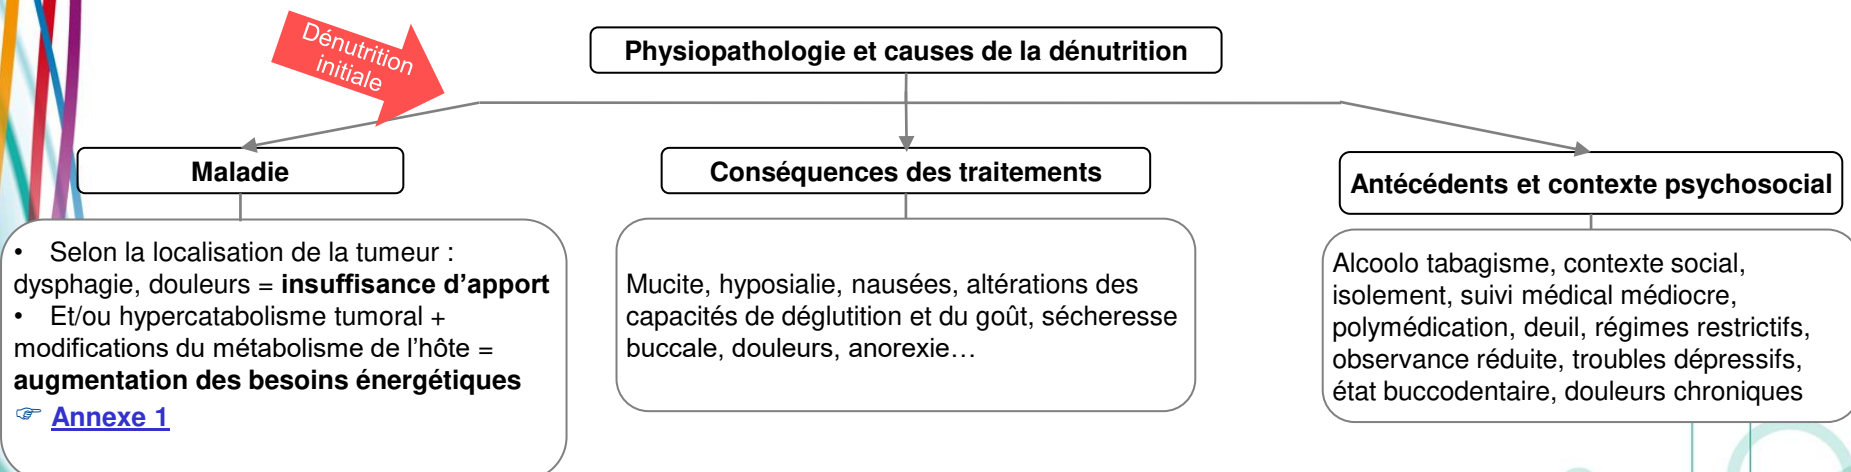 Dénutrition
initiale
Physiopathologie et causes de la dénutrition
Maladie
• Selon la localisation de la tumeur :
dysphagie, douleurs = insuffisance d’apport
• Et/ou hypercatabolisme tumoral +
modifications du métabolisme de l’hôte =
augmentation des besoins énergétiques
☞ Annexe 1
Conséquences des traitements
Mucite, hyposialie, nausées, altérations des
capacités de déglutition et du goût, sécheresse
buccale, douleurs, anorexie…
Antécédents et contexte psychosocial
Alcoolo tabagisme, contexte social,
isolement, suivi médical médiocre,
polymédication, deuil, régimes restrictifs,
observance réduite, troubles dépressifs,
état buccodentaire, douleurs chroniques